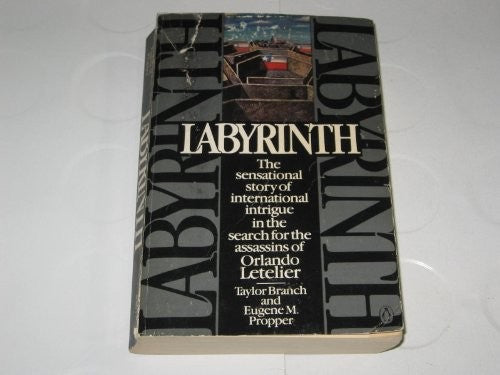 LABYRINTH
LABYRINTH
LABYRINTH
LABYRINTH
The
sensational
story of
international
intrigue
in the
search for the
assassins of
Orlando
Letelier
Taylor Branch
and
Eugene M.
Propper